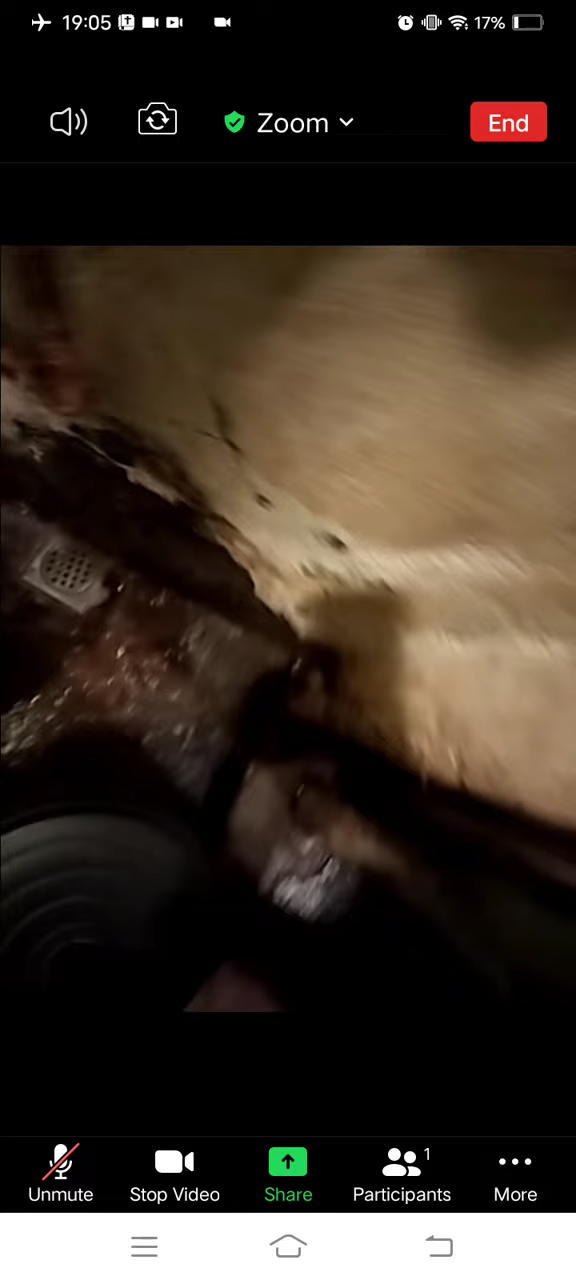 19:05
17%
Zoom
End
1
Unmute
Stop Video
Share
Participants
More